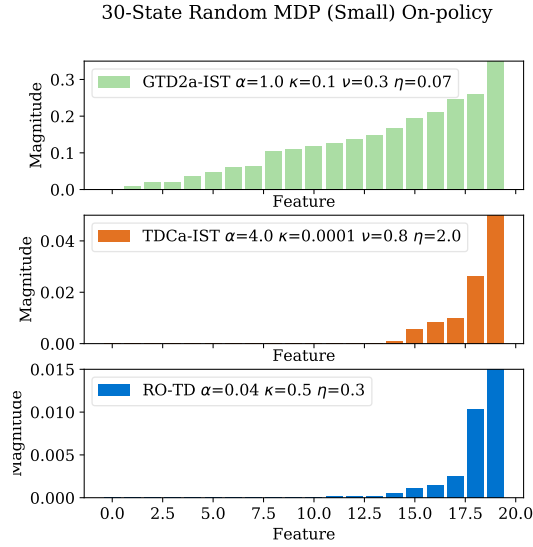 30-State Random MDP (Small) On-policy
0.3
0.2
0.1
0.0
Magnitude
GTD2a-IST α=1.0 κ=0.1 ν=0.3 η=0.07
Feature
0.04
0.02
0.00
Magnitude
TDCa-IST α=4.0 κ=0.0001 ν=0.8 η=2.0
Feature
0.015
0.010
0.005
0.000
Magnitude
RO-TD α=0.04 κ=0.5 η=0.3
0.0 2.5 5.0 7.5 10.0 12.5 15.0 17.5 20.0
Feature